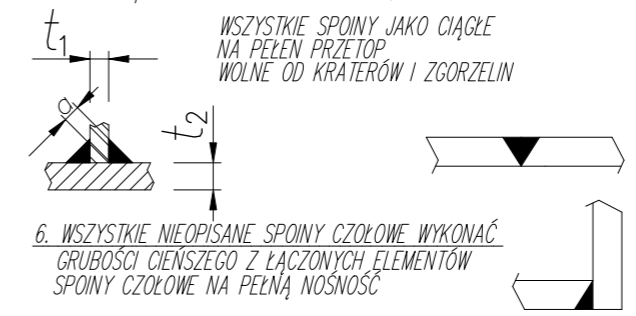 t1
WSZYSTKIE SPOINY JAKO CIĄGŁE
NA PEŁEN PRZETOP
WOLNE OD KRATERÓW I ZGORZELIN
a
t2
6. WSZYSTKIE NIEOPISANE SPOINY CZOŁOWE WYKONAĆ
GRUBOŚCI CIEŃSZEGO Z ŁĄCZONYCH ELEMENTÓW
SPOINY CZOŁOWE NA PEŁNĄ NOŚNOŚĆ